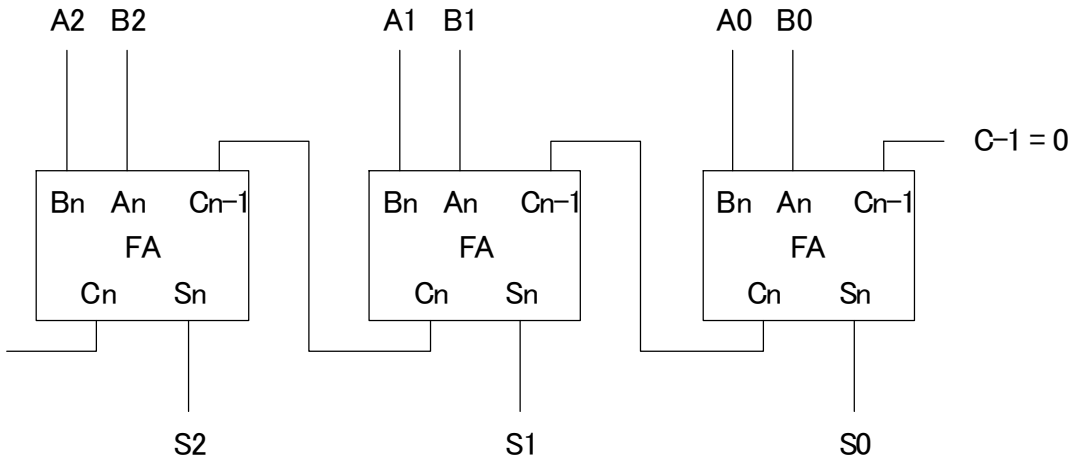 A2 B2 A1 B1 A0 B0
C-1 = 0
Bn An Cn-1 Bn An Cn-1 Bn An Cn-1
FA FA FA
Cn Sn Cn Sn Cn Sn
S2 S1 S0